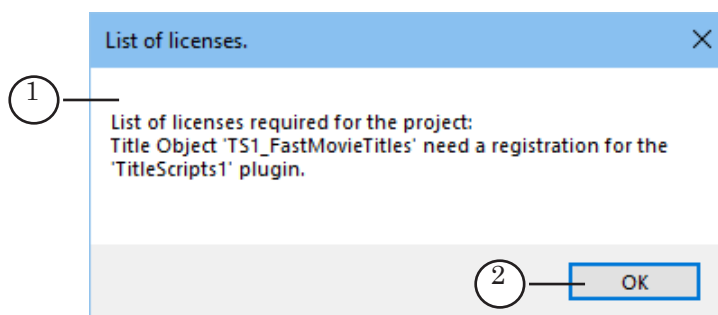 List of licenses.
1
List of licenses required for the project:
Title Object 'TS1_FastMovieTitles' need a registration for the
'TitleScripts1' plugin.
2
OK